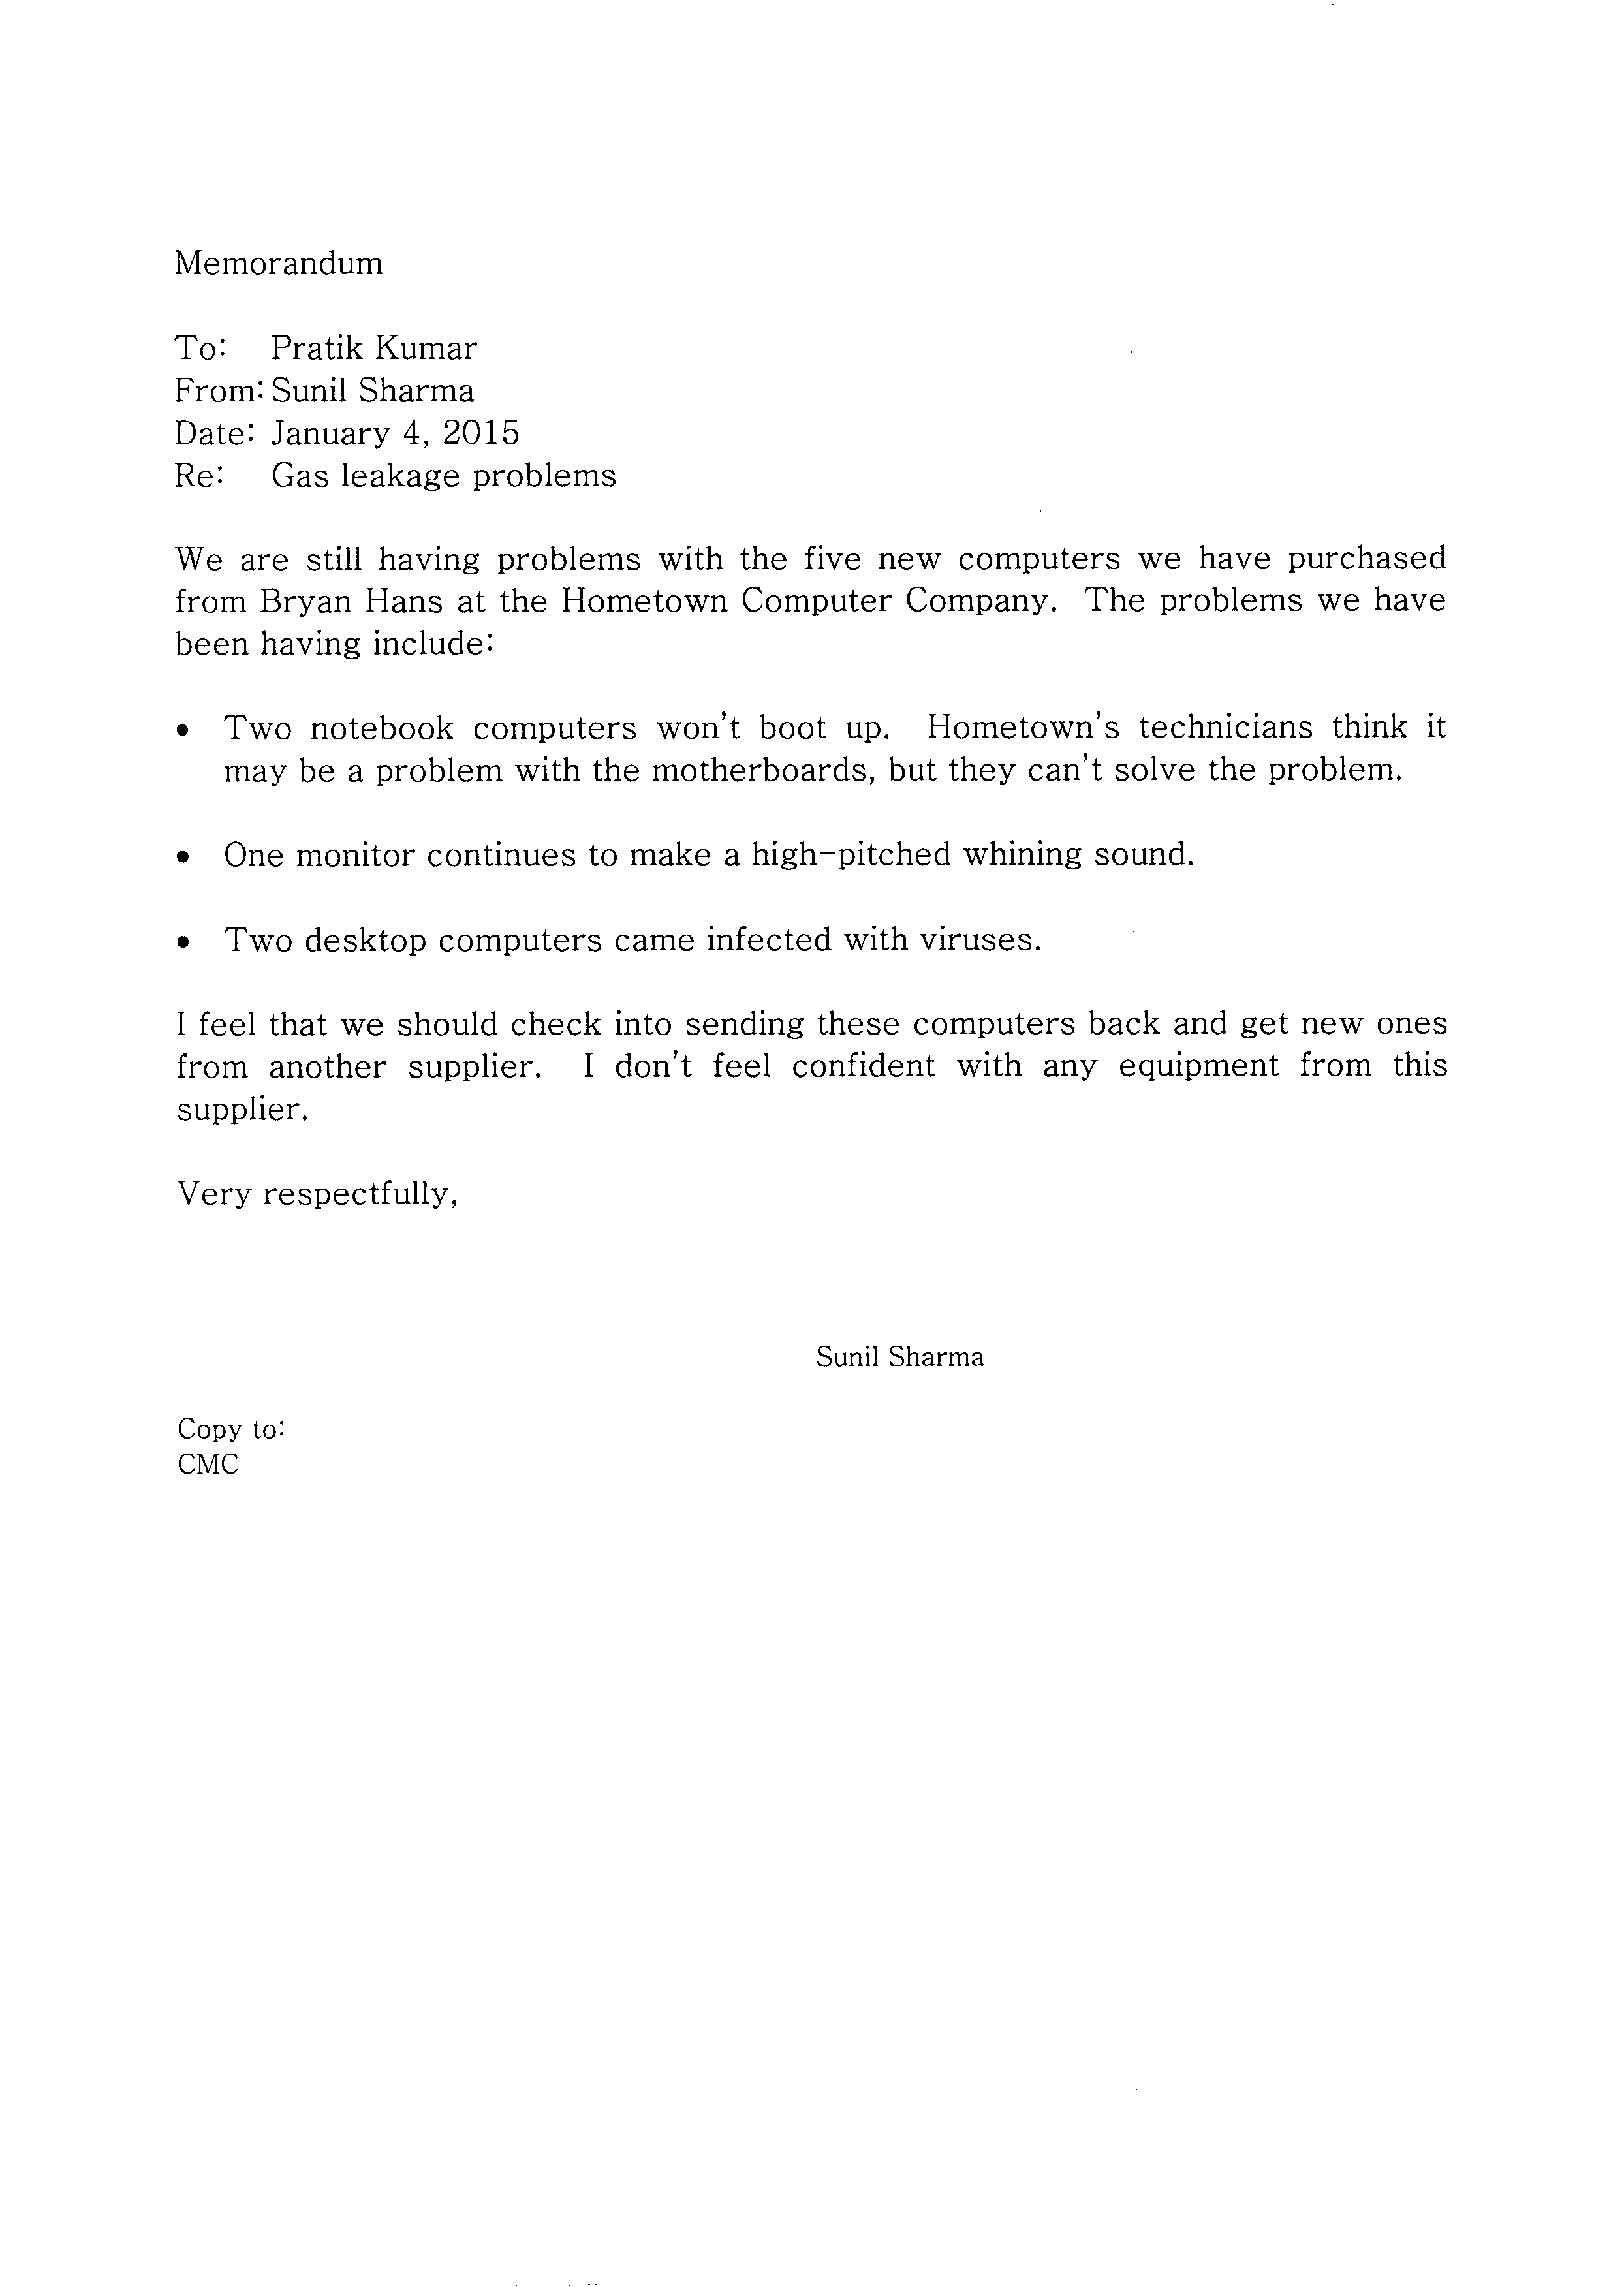 Memorandum
To: Pratik Kumar
From: Sunil Sharma
Date: January 4, 2015
Re: Gas leakage problems
We are still having problems with the five new computers we have purchased
from Bryan Hans at the Hometown Computer Company. The problems we have
been having include:
• Two notebook computers won't boot up. Hometown's technicians think it
may be a problem with the motherboards, but they can't solve the problem.
• One monitor continues to make a high-pitched whining sound.
• Two desktop computers came infected with viruses.
I feel that we should check into sending these computers back and get new ones
from another supplier. I don't feel confident with any equipment from this
supplier.
Very respectfully,
Sunil Sharma
Copy to:
CMC